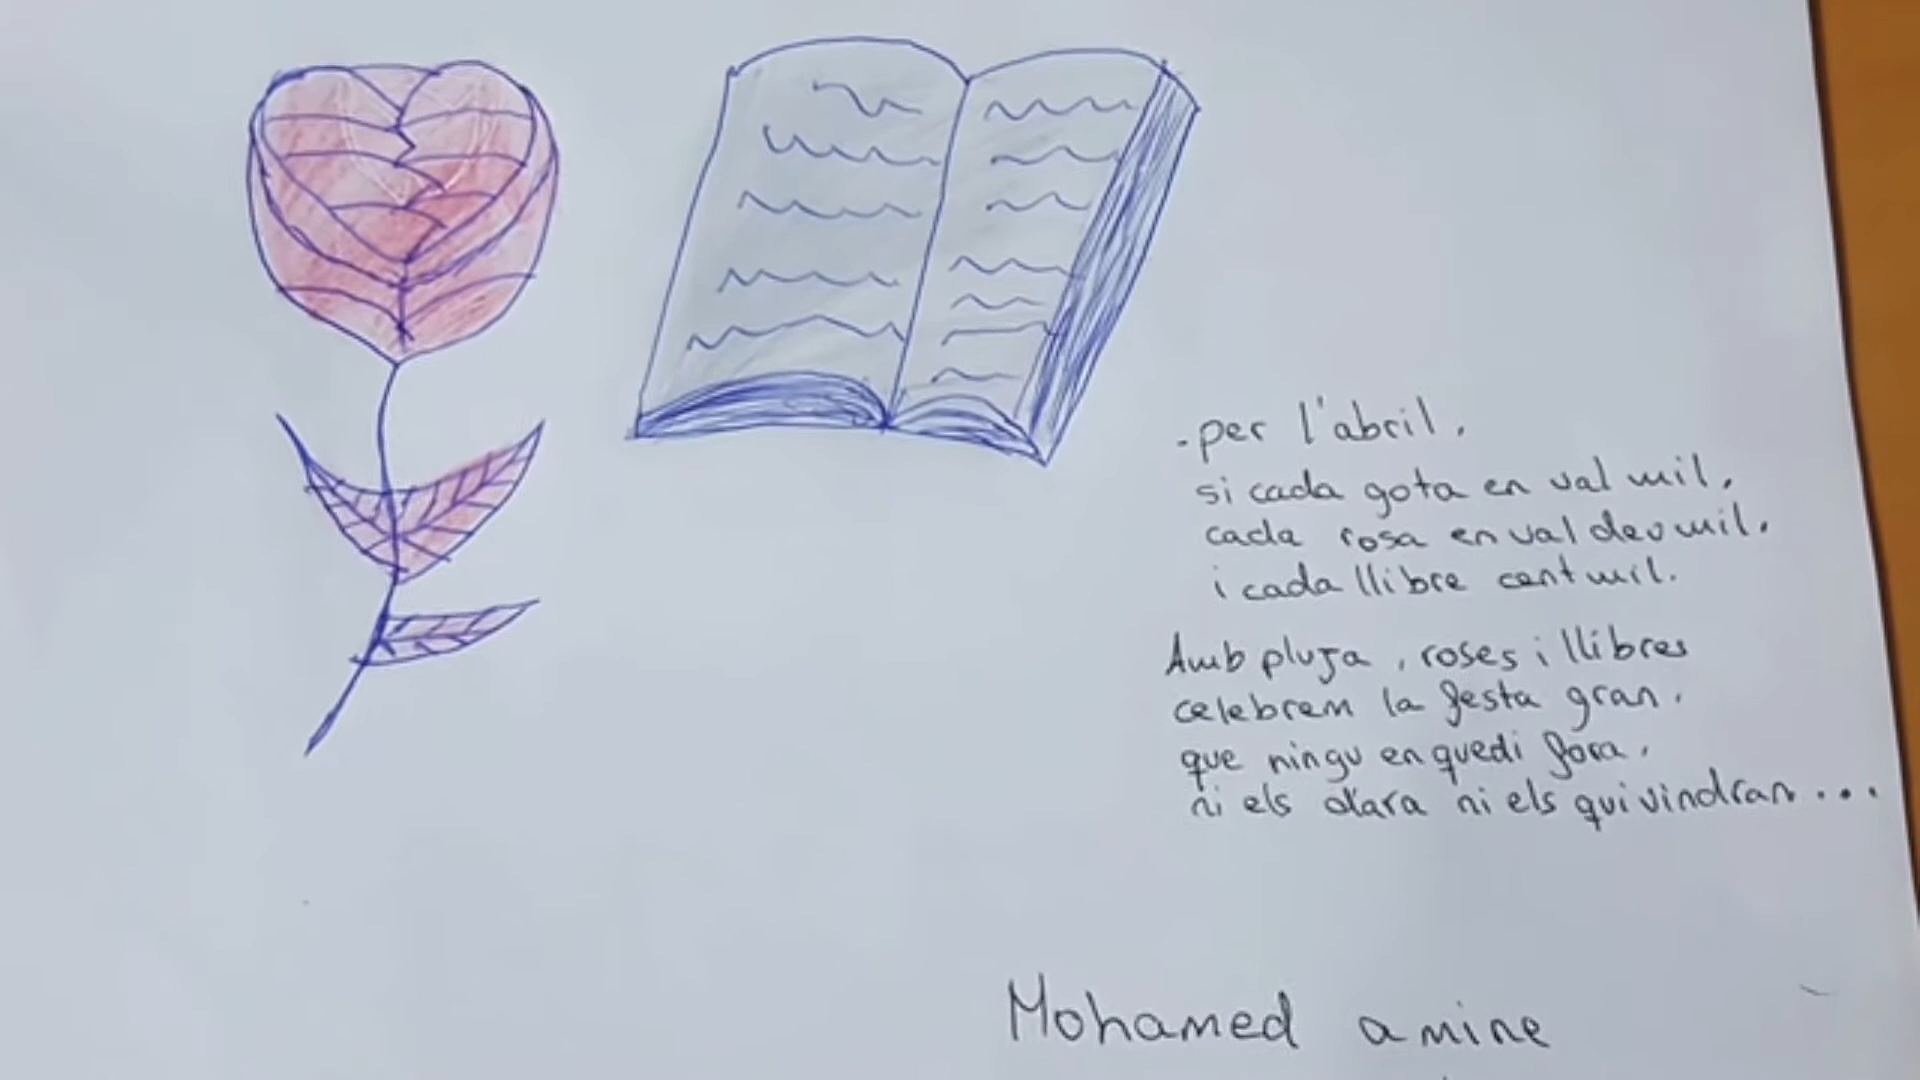 - per l'abril.
si cada gota en val mil.
cada rosa en val deu mil.
i cada llibre cent mil.
Amb pluja, roses i llibres
celebrem la festa gran.
que ningu en quedi fora.
ni els d'ara ni els qui vindran...
Mohamed amine